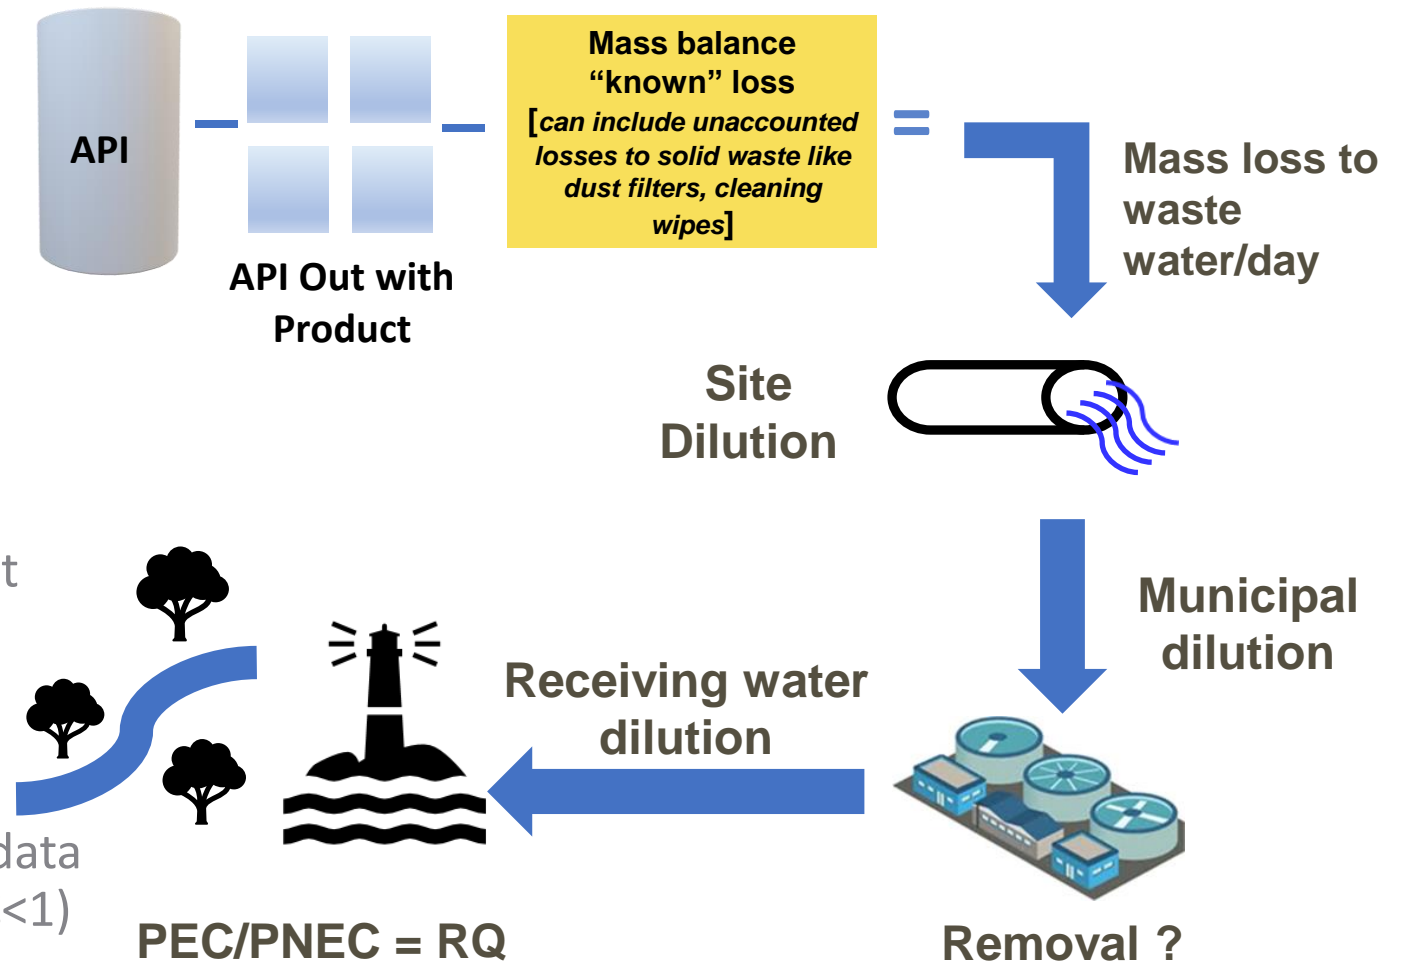 API
API Out with
Product
Mass balance
“known” loss
[can include unaccounted
losses to solid waste like
dust filters, cleaning
wipes]
=
Mass loss to
waste
water/day
Site
Dilution
Municipal
dilution
Removal ?
Receiving water
dilution
t
data
<1)
PEC/PNEC = RQ